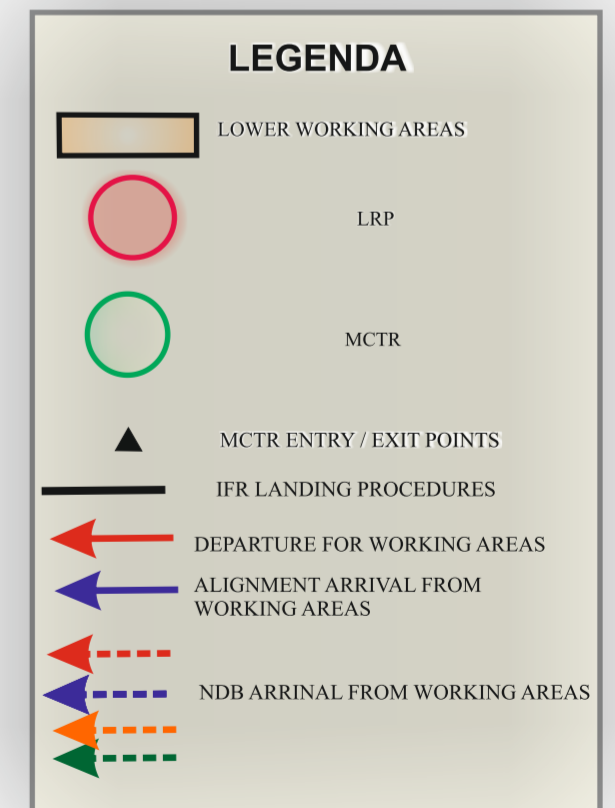 LEGENDA
LOWER WORKING AREAS
LRP
MCTR
MCTR ENTRY / EXIT POINTS
IFR LANDING PROCEDURES
DEPARTURE FOR WORKING AREAS
ALIGNMENT ARRIVAL FROM
WORKING AREAS
NDB ARRINAL FROM WORKING AREAS